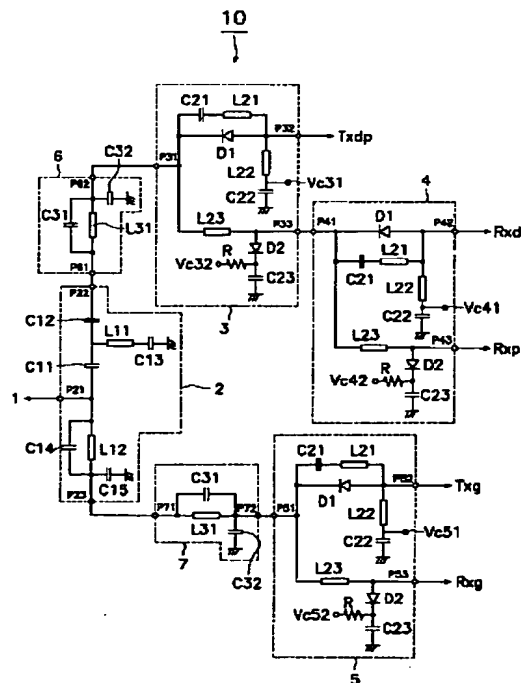 10
C21 L21
P31
P32
Txdp
D1
6
C32
P62
L22
Vc31
C22
4
C31
L31
L23
P33
P41
D1
P42
Rxd
D2
C21
L21
R
Vc32
C23
L22
P61
P22
C22
Vc41
C12
3
L23
P43
Rxp
L11 C13
D2
C11
R
Vc42
C23
1
P21
2
C14
L12
C21 L21
C15
C31
P52
Txg
P23
P71
P72
P51
D1
L22
L31
Vc51
C22
7
C32
L23
P53
Rxg
D2
R
Vc52
C23
5